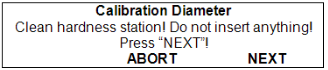 Calibration Diameter
Clean hardness station! Do not insert anything!
Press “NEXT”!
ABORT NEXT